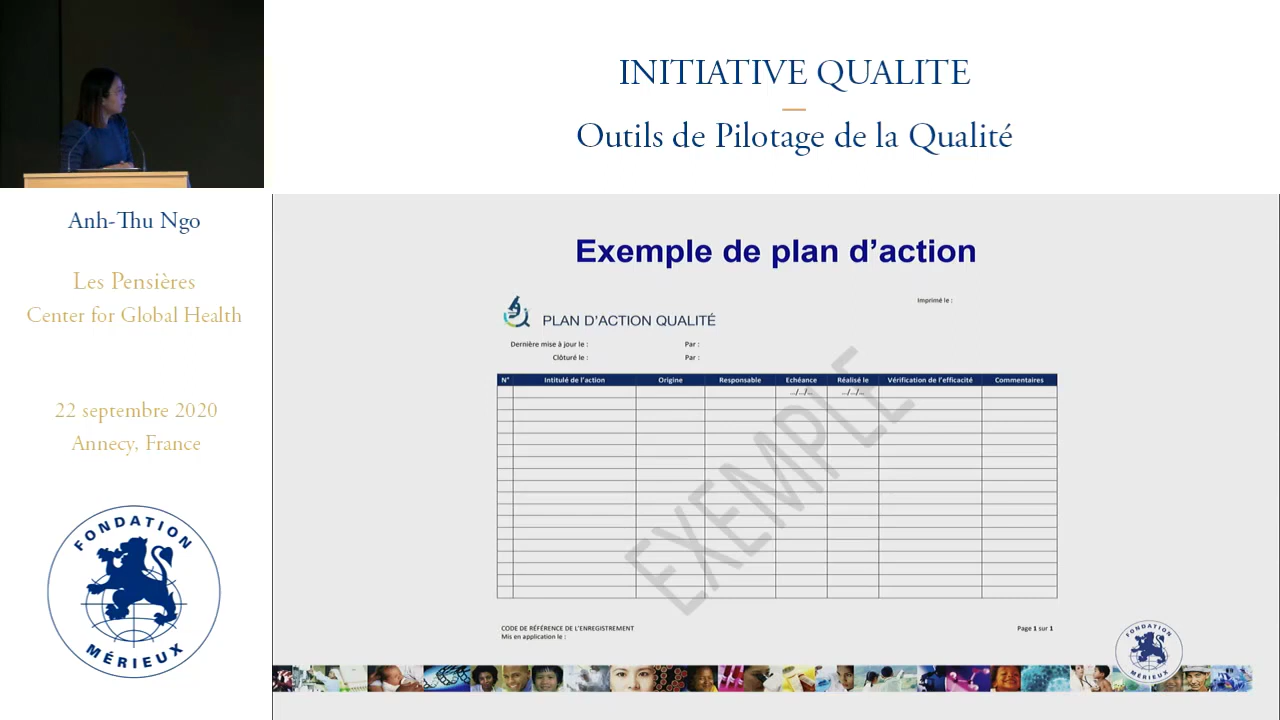 INITIATIVE QUALITE
Outils de Pilotage de la Qualité
Anh-Thu Ngo
Les Pensières
Center for Global Health
22 septembre 2020
Annecy, France
FONDATION
MÉRIEUX
Exemple de plan d’action
Imprimé le :
PLAN D’ACTION QUALITÉ
Dernière mise à jour le : Par :
Clôturé le : Par :
N° Intitulé de l’action Origine Responsable Echéance Réalisé le Vérification de l’efficacité Commentaires
--/--/-- --/--/--
EXEMPLE
CODE DE RÉFÉRENCE DE L’ENREGISTREMENT Page 1 sur 1
Mis en application le :
FONDATION
MÉRIEUX